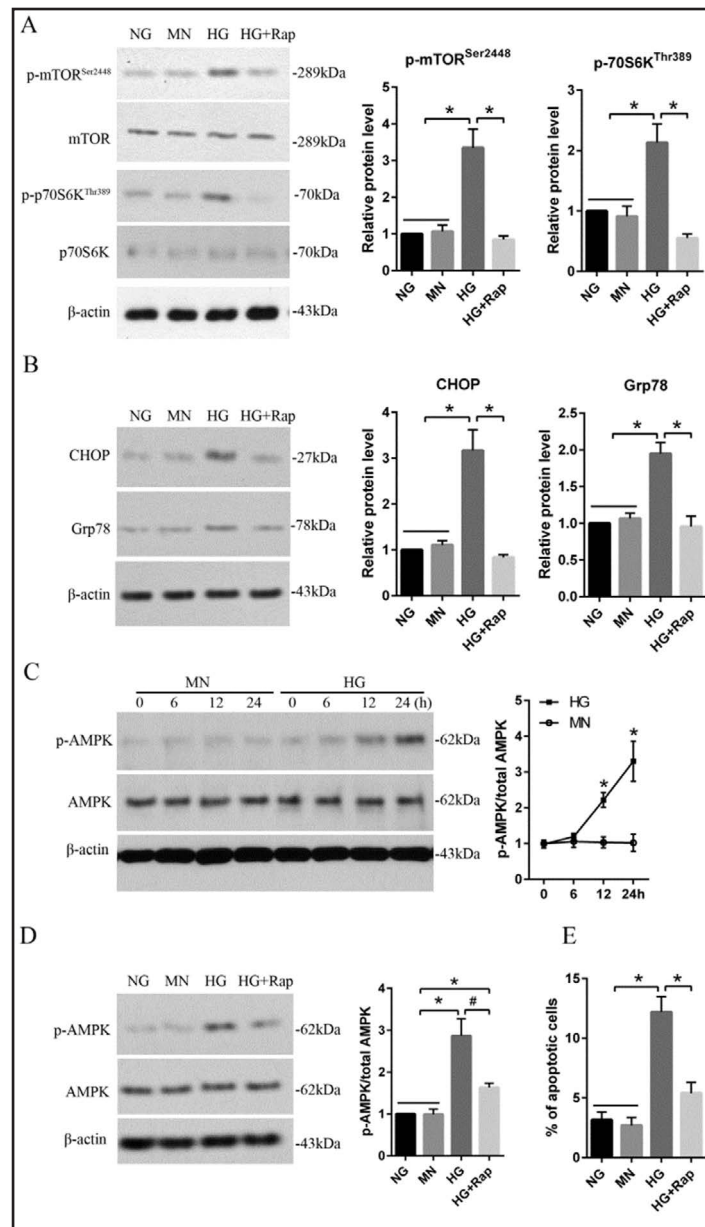 A
NG MN HG HG+Rap
p-mTOR^Ser2448 -289kDa
mTOR -289kDa
p-p70S6K^Thr389 -70kDa
p70S6K -70kDa
β-actin -43kDa
p-mTOR^Ser2448
Relative protein level
5
4
3
2
1
0
* *
NG MN HG HG+Rap
p-70S6K^Thr389
Relative protein level
3
2
1
0
* *
NG MN HG HG+Rap
B
NG MN HG HG+Rap
CHOP -27kDa
Grp78 -78kDa
β-actin -43kDa
CHOP
Relative protein level
4
3
2
1
0
* *
NG MN HG HG+Rap
Grp78
Relative protein level
2.5
2.0
1.5
1.0
0.5
0.0
* *
NG MN HG HG+Rap
C
MN HG
0 6 12 24 0 6 12 24 (h)
p-AMPK -62kDa
AMPK -62kDa
β-actin -43kDa
HG
MN
p-AMPK/total AMPK
5
4
3
2
1
0
* *
0 6 12 24h
D
NG MN HG HG+Rap
p-AMPK -62kDa
AMPK -62kDa
β-actin -43kDa
p-AMPK/total AMPK
4
3
2
1
0
*
* #
NG MN HG HG+Rap
E
% of apoptotic cells
15
10
5
0
* *
NG MN HG HG+Rap